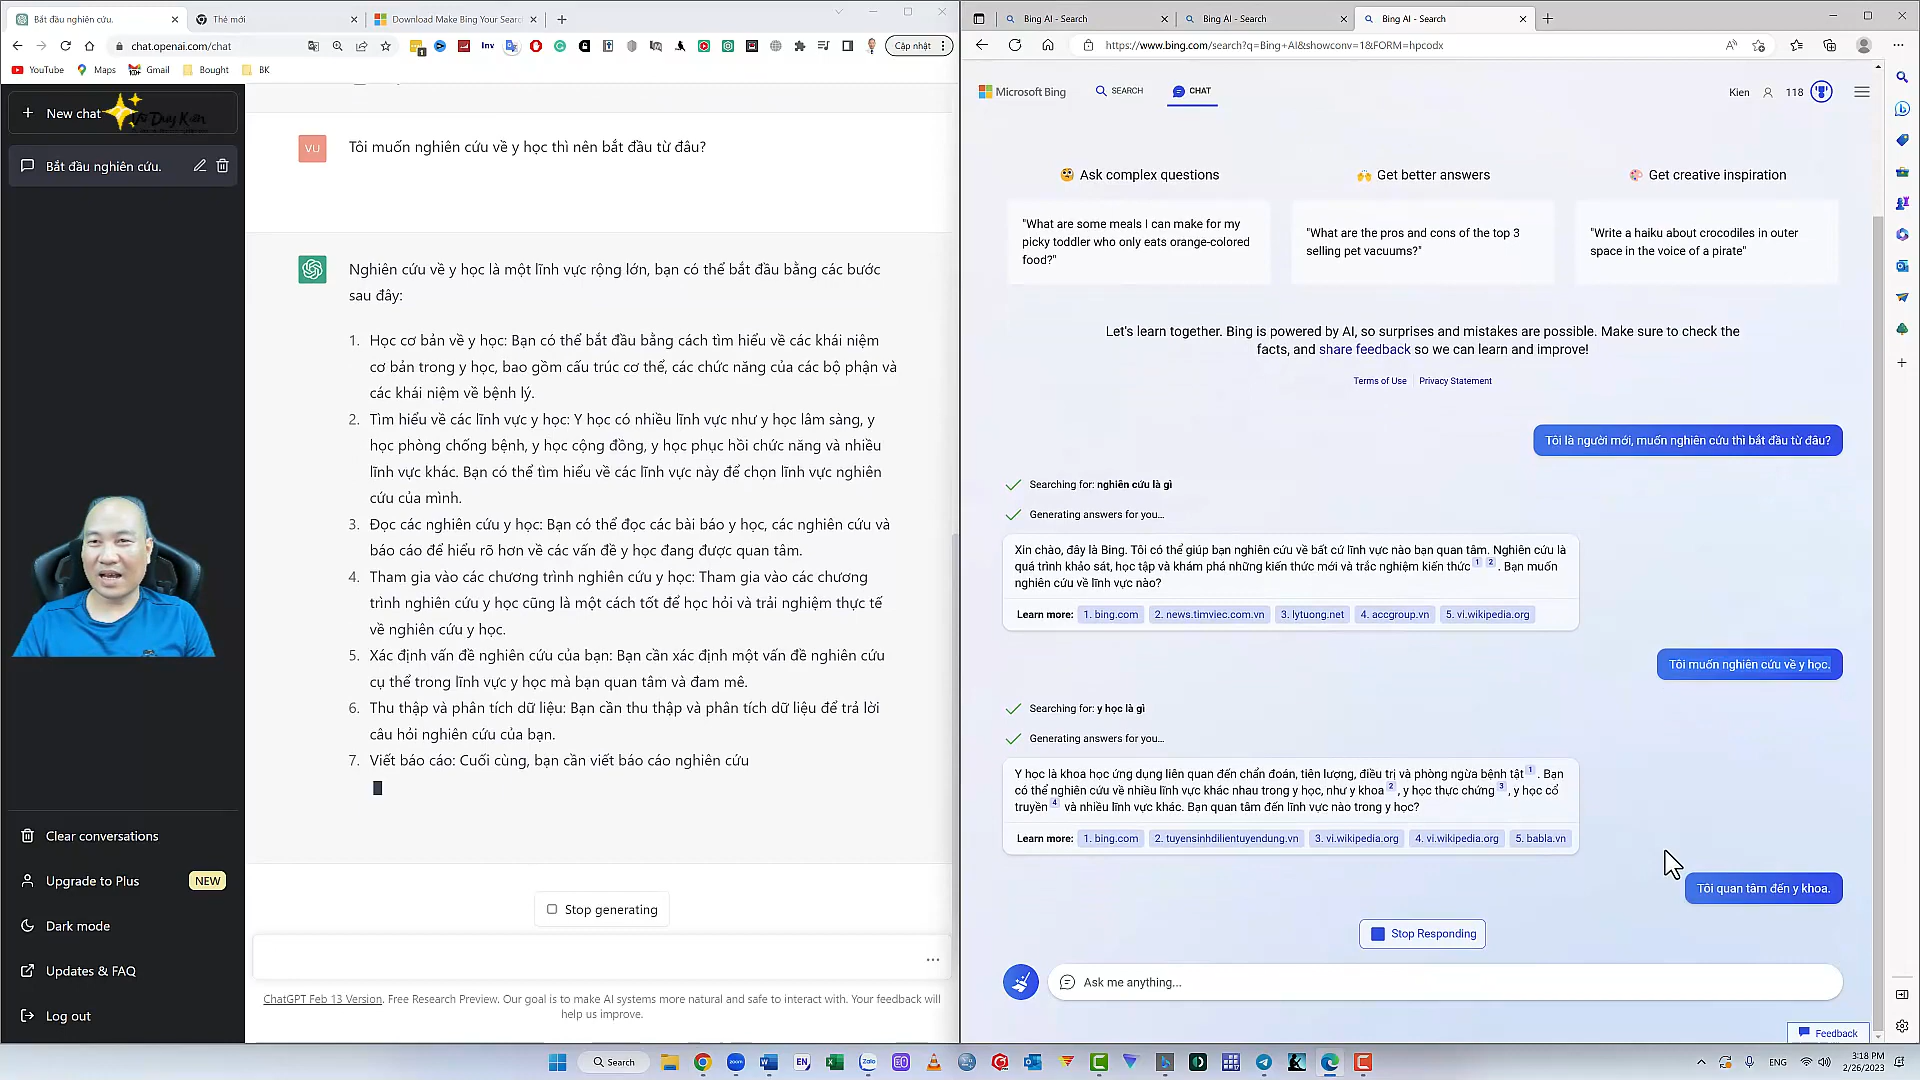 Bắt đầu nghiên cứu.
Thẻ mới
Download Make Bing Your Searc
chat.openai.com/chat
Inv
Cập nhật
YouTube
Maps
Gmail
Bought
BK
New chat
Bắt đầu nghiên cứu.
Clear conversations
Upgrade to Plus
NEW
Dark mode
Updates & FAQ
Log out
VU
Tôi muốn nghiên cứu về y học thì nên bắt đầu từ đâu?
Nghiên cứu về y học là một lĩnh vực rộng lớn, bạn có thể bắt đầu bằng các bước
sau đây:
1. Học cơ bản về y học: Bạn có thể bắt đầu bằng cách tìm hiểu về các khái niệm
cơ bản trong y học, bao gồm cấu trúc cơ thể, các chức năng của các bộ phận và
các khái niệm về bệnh lý.
2. Tìm hiểu về các lĩnh vực y học: Y học có nhiều lĩnh vực như y học lâm sàng, y
học phòng chống bệnh, y học cộng đồng, y học phục hồi chức năng và nhiều
lĩnh vực khác. Bạn có thể tìm hiểu về các lĩnh vực này để chọn lĩnh vực nghiên
cứu của mình.
3. Đọc các nghiên cứu y học: Bạn có thể đọc các bài báo y học, các nghiên cứu và
báo cáo để hiểu rõ hơn về các vấn đề y học đang được quan tâm.
4. Tham gia vào các chương trình nghiên cứu y học: Tham gia vào các chương
trình nghiên cứu y học cũng là một cách tốt để học hỏi và trải nghiệm thực tế
về nghiên cứu y học.
5. Xác định vấn đề nghiên cứu của bạn: Bạn cần xác định một vấn đề nghiên cứu
cụ thể trong lĩnh vực y học mà bạn quan tâm và đam mê.
6. Thu thập và phân tích dữ liệu: Bạn cần thu thập và phân tích dữ liệu để trả lời
câu hỏi nghiên cứu của bạn.
7. Viết báo cáo: Cuối cùng, bạn cần viết báo cáo nghiên cứu
Stop generating
ChatGPT Feb 13 Version. Free Research Preview. Our goal is to make AI systems more natural and safe to interact with. Your feedback will
help us improve.
Bing AI - Search
Bing AI - Search
Bing AI - Search
https://www.bing.com/search?q=Bing+AI&showconv=1&FORM=hpcodx
Microsoft Bing
SEARCH
CHAT
Kien
118
Ask complex questions
Get better answers
Get creative inspiration
"What are some meals I can make for my
picky toddler who only eats orange-colored
food?"
"What are the pros and cons of the top 3
selling pet vacuums?"
"Write a haiku about crocodiles in outer
space in the voice of a pirate"
Let's learn together. Bing is powered by AI, so surprises and mistakes are possible. Make sure to check the
facts, and share feedback so we can learn and improve!
Terms of Use
Privacy Statement
Tôi là người mới, muốn nghiên cứu thì bắt đầu từ đâu?
Searching for: nghiên cứu là gì
Generating answers for you...
Xin chào, đây là Bing. Tôi có thể giúp bạn nghiên cứu về bất cứ lĩnh vực nào bạn quan tâm. Nghiên cứu là
quá trình khảo sát, học tập và khám phá những kiến thức mới và trắc nghiệm kiến thức 1 2 . Bạn muốn
nghiên cứu về lĩnh vực nào?
Learn more: 1. bing.com 2. news.timviec.com.vn 3. lytuong.net 4. accgroup.vn 5. vi.wikipedia.org
Tôi muốn nghiên cứu về y học.
Searching for: y học là gì
Generating answers for you...
Y học là khoa học ứng dụng liên quan đến chẩn đoán, tiên lượng, điều trị và phòng ngừa bệnh tật 1 . Bạn
có thể nghiên cứu về nhiều lĩnh vực khác nhau trong y học, như y khoa 2 , y học thực chứng 3 , y học cổ
truyền 4 và nhiều lĩnh vực khác. Bạn quan tâm đến lĩnh vực nào trong y học?
Learn more: 1. bing.com 2. tuyensinhdilientuyendung.vn 3. vi.wikipedia.org 4. vi.wikipedia.org 5. babla.vn
Tôi quan tâm đến y khoa.
Stop Responding
Ask me anything...
Feedback
Search
zoom
EN
Zalo
ENG
3:18 PM
2/26/2023